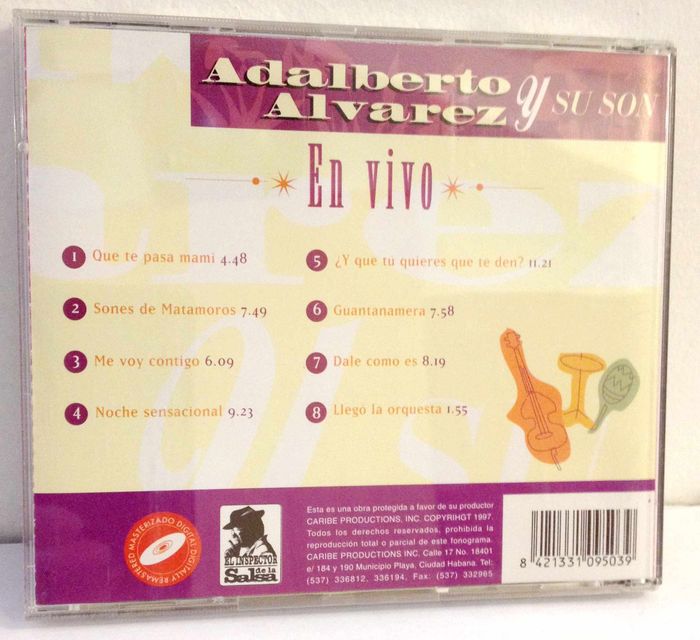 Adalberto
Alvarez y SU SON
En vivo
1 Que te pasa mami 4.48
2 Sones de Matamoros 7.49
3 Me voy contigo 6.09
4 Noche sensacional 9.23
5 ¿Y que tu quieres que te den? 11.21
6 Guantanamera 7.58
7 Dale como es 8.19
8 Llegó la orquesta 1.55
REMASTERIZADO DIGITAL
DIGITALLY REMASTERED
EL INSPECTOR
de la
Salsa
Esta es una obra protegida a favor de su productor
CARIBE PRODUCTIONS, INC. COPYRIHGT 1997.
Todos los derechos reservados, prohibida la
reproducción total o parcial de este fonograma.
CARIBE PRODUCTIONS INC. Calle 17 No. 18401
e/ 184 y 190 Municipio Playa, Ciudad Habana. Tel.:
(537) 336812, 336194, Fax: (537) 332965
8 421331 095039